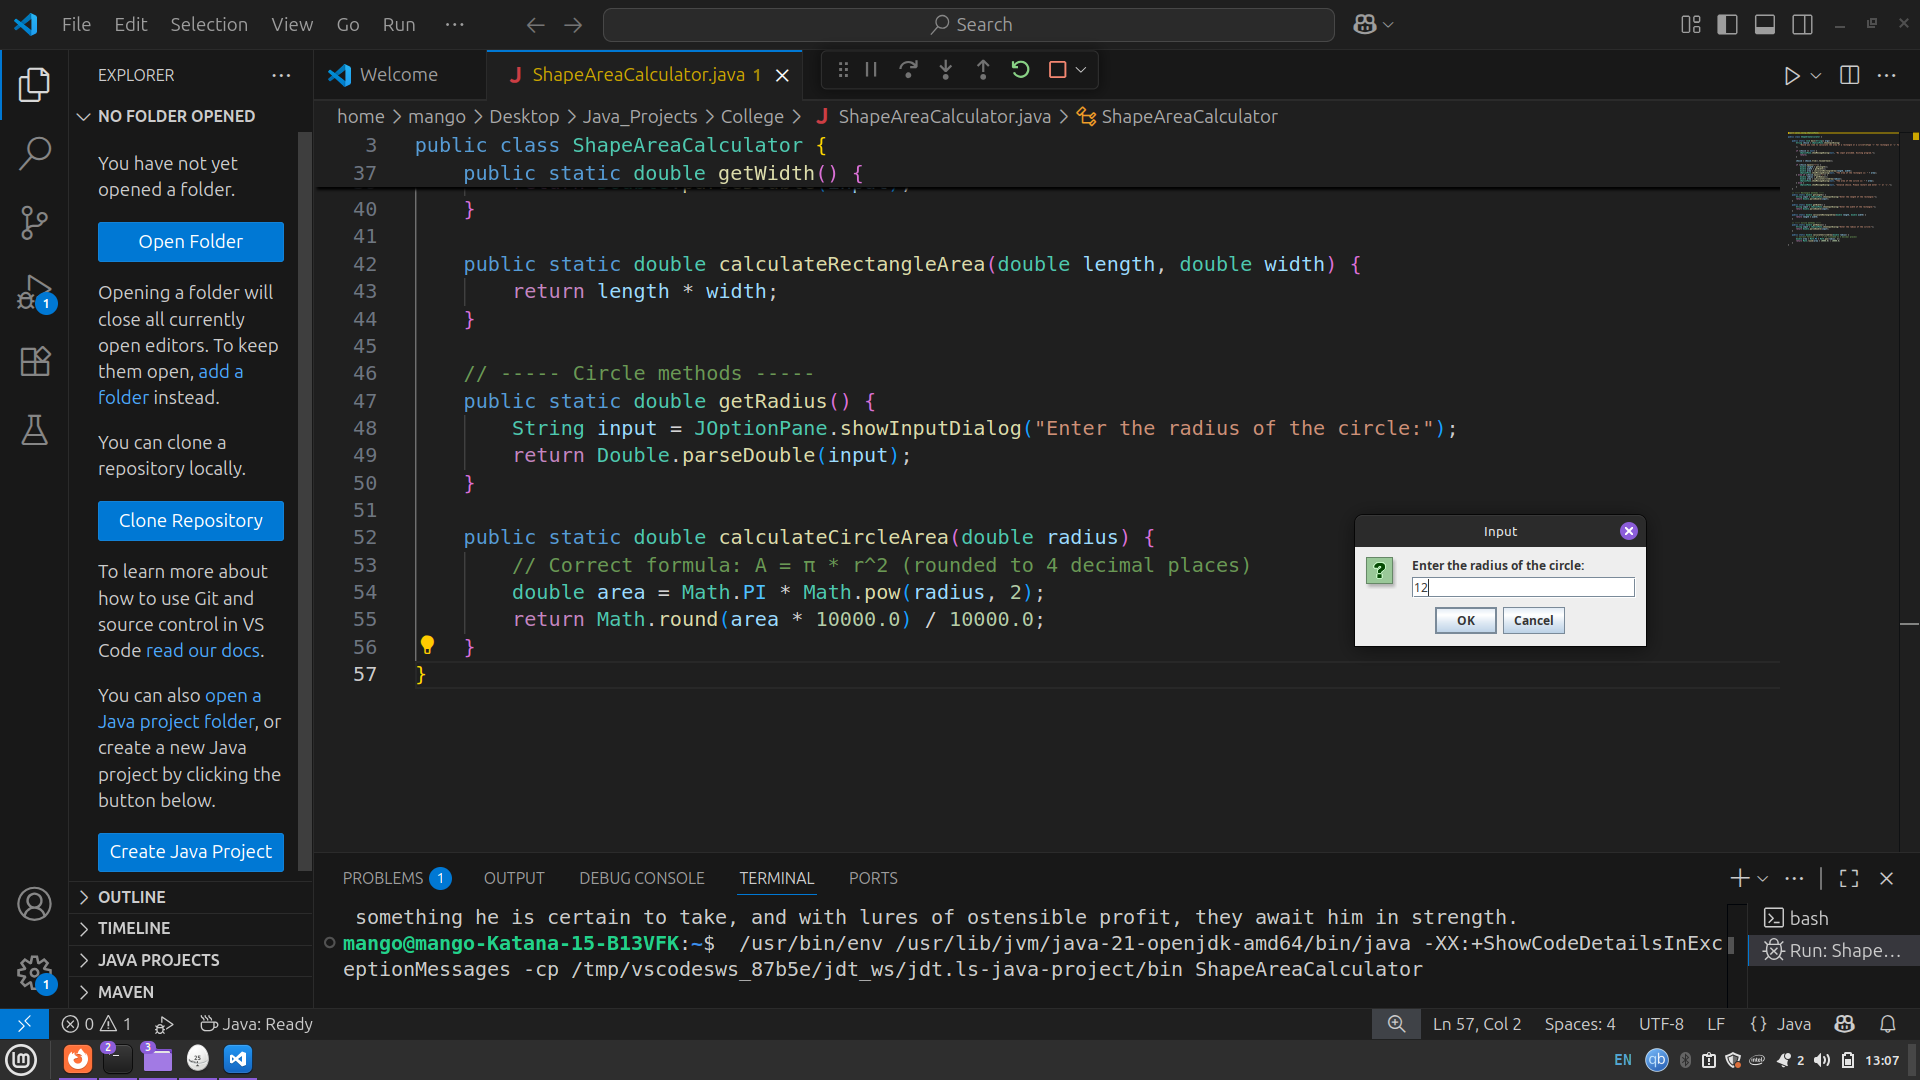 File Edit Selection View Go Run ···
Search
EXPLORER
Welcome
ShapeAreaCalculator.java 1
NO FOLDER OPENED
You have not yet
opened a folder.
Open Folder
Opening a folder will
close all currently
open editors. To keep
them open, add a
folder instead.
You can clone a
repository locally.
Clone Repository
To learn more about
how to use Git and
source control in VS
Code read our docs.
You can also open a
Java project folder, or
create a new Java
project by clicking the
button below.
Create Java Project
OUTLINE
TIMELINE
JAVA PROJECTS
MAVEN
1
1
home > mango > Desktop > Java_Projects > College > J ShapeAreaCalculator.java > ShapeAreaCalculator
3 public class ShapeAreaCalculator {
37 public static double getWidth() {
40 }
41
42 public static double calculateRectangleArea(double length, double width) {
43 return length * width;
44 }
45
46 // ----- Circle methods -----
47 public static double getRadius() {
48 String input = JOptionPane.showInputDialog("Enter the radius of the circle:");
49 return Double.parseDouble(input);
50 }
51
52 public static double calculateCircleArea(double radius) {
53 // Correct formula: A = π * r^2 (rounded to 4 decimal places)
54 double area = Math.PI * Math.pow(radius, 2);
55 return Math.round(area * 10000.0) / 10000.0;
56 }
57 }
Input
Enter the radius of the circle:
12
OK Cancel
PROBLEMS 1 OUTPUT DEBUG CONSOLE TERMINAL PORTS
something he is certain to take, and with lures of ostensible profit, they await him in strength.
mango@mango-Katana-15-B13VFK:~$ /usr/bin/env /usr/lib/jvm/java-21-openjdk-amd64/bin/java -XX:+ShowCodeDetailsInExc
eptionMessages -cp /tmp/vscodesws_87b5e/jdt_ws/jdt.ls-java-project/bin ShapeAreaCalculator
bash
Run: Shape...
0 1 Java: Ready
Ln 57, Col 2 Spaces: 4 UTF-8 LF {} Java
lm 2 3 25
EN qb 2 13:07